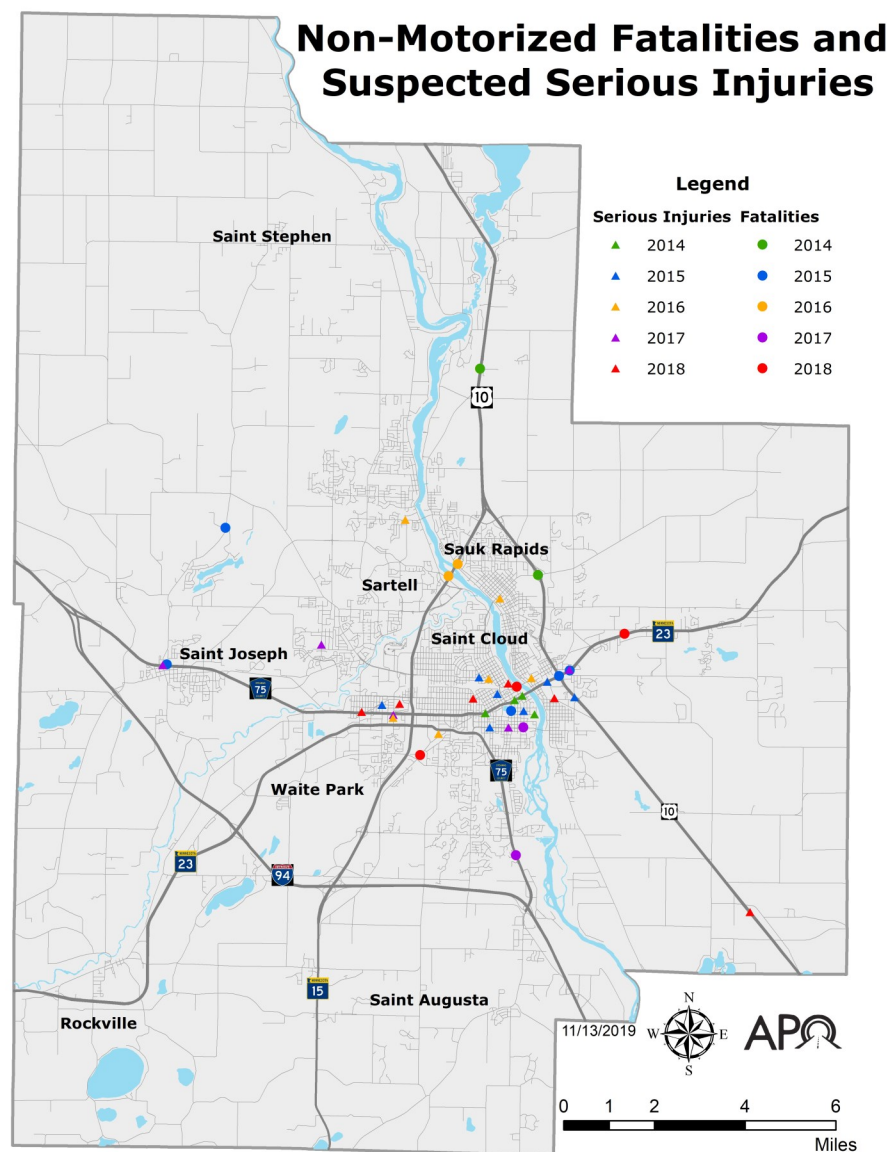 Non-Motorized Fatalities and
Suspected Serious Injuries
Legend
Serious Injuries Fatalities
2014 2014
2015 2015
2016 2016
2017 2017
2018 2018
Saint Stephen
10
Sauk Rapids
Sartell
Saint Cloud
23
Saint Joseph
75
75
Waite Park
10
23
94
15
Saint Augusta
Rockville
11/13/2019
N
W E
S
APO
0 1 2 4 6
Miles